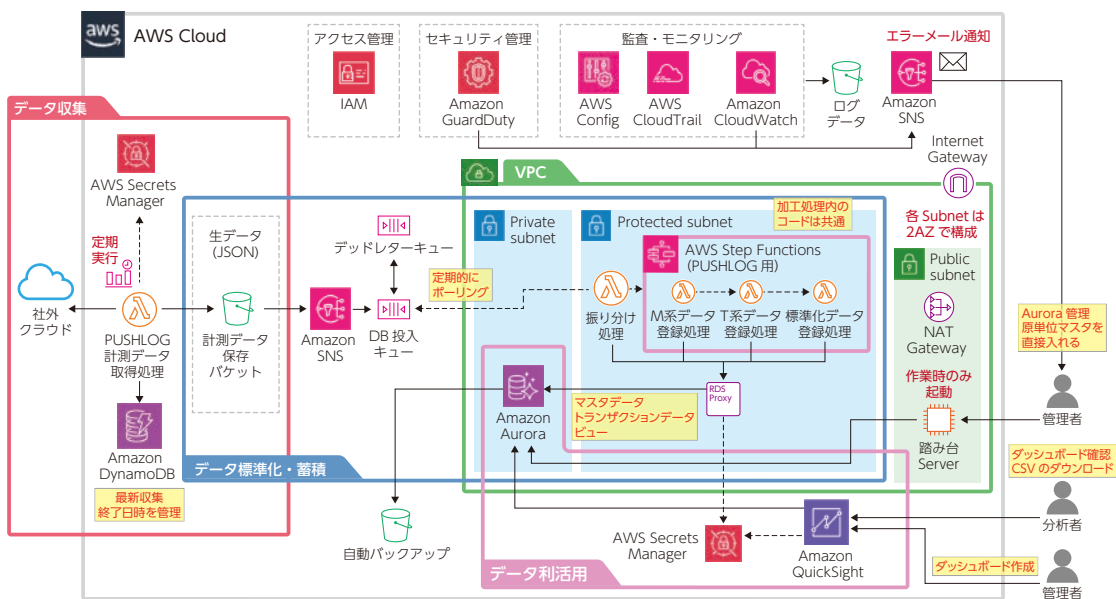 aws
AWS Cloud
アクセス管理
IAM
セキュリティ管理
Amazon
GuardDuty
監査・モニタリング
AWS
Config
AWS
CloudTrail
Amazon
CloudWatch
ログ
データ
エラーメール通知
Amazon
SNS
Internet
Gateway
データ収集
AWS Secrets
Manager
定期
実行
社外
クラウド
PUSHLOG
計測データ
取得処理
Amazon
DynamoDB
最新収集
終了日時を管理
生データ
(JSON)
計測データ
保存
バケット
データ標準化・蓄積
Amazon
SNS
デッドレターキュー
DB 投入
キュー
定期的に
ポーリング
VPC
Private
subnet
Protected subnet
加工処理内の
コードは共通
AWS Step Functions
(PUSHLOG 用)
振り分け
処理
M系データ
登録処理
T系データ
登録処理
標準化データ
登録処理
各 Subnet は
2AZ で構成
Public
subnet
NAT
Gateway
作業時のみ
起動
踏み台
Server
Amazon
Aurora
マスタデータ
トランザクションデータ
ビュー
RDS
Proxy
自動バックアップ
データ利活用
AWS Secrets
Manager
Amazon
QuickSight
Aurora 管理
原単位マスタを
直接入れる
管理者
ダッシュボード確認
CSV のダウンロード
分析者
ダッシュボード作成
管理者